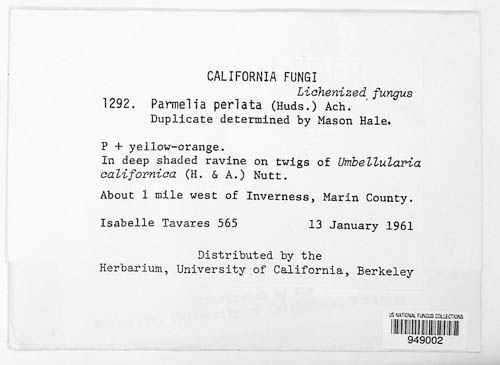 CALIFORNIA FUNGI
Lichenized fungus
1292. Parmelia perlata (Huds.) Ach.
Duplicate determined by Mason Hale.
P + yellow-orange.
In deep shaded ravine on twigs of Umbellularia
californica (H. & A.) Nutt.
About 1 mile west of Inverness, Marin County.
Isabelle Tavares 565 13 January 1961
Distributed by the
Herbarium, University of California, Berkeley
US NATIONAL FUNGUS COLLECTIONS
949002